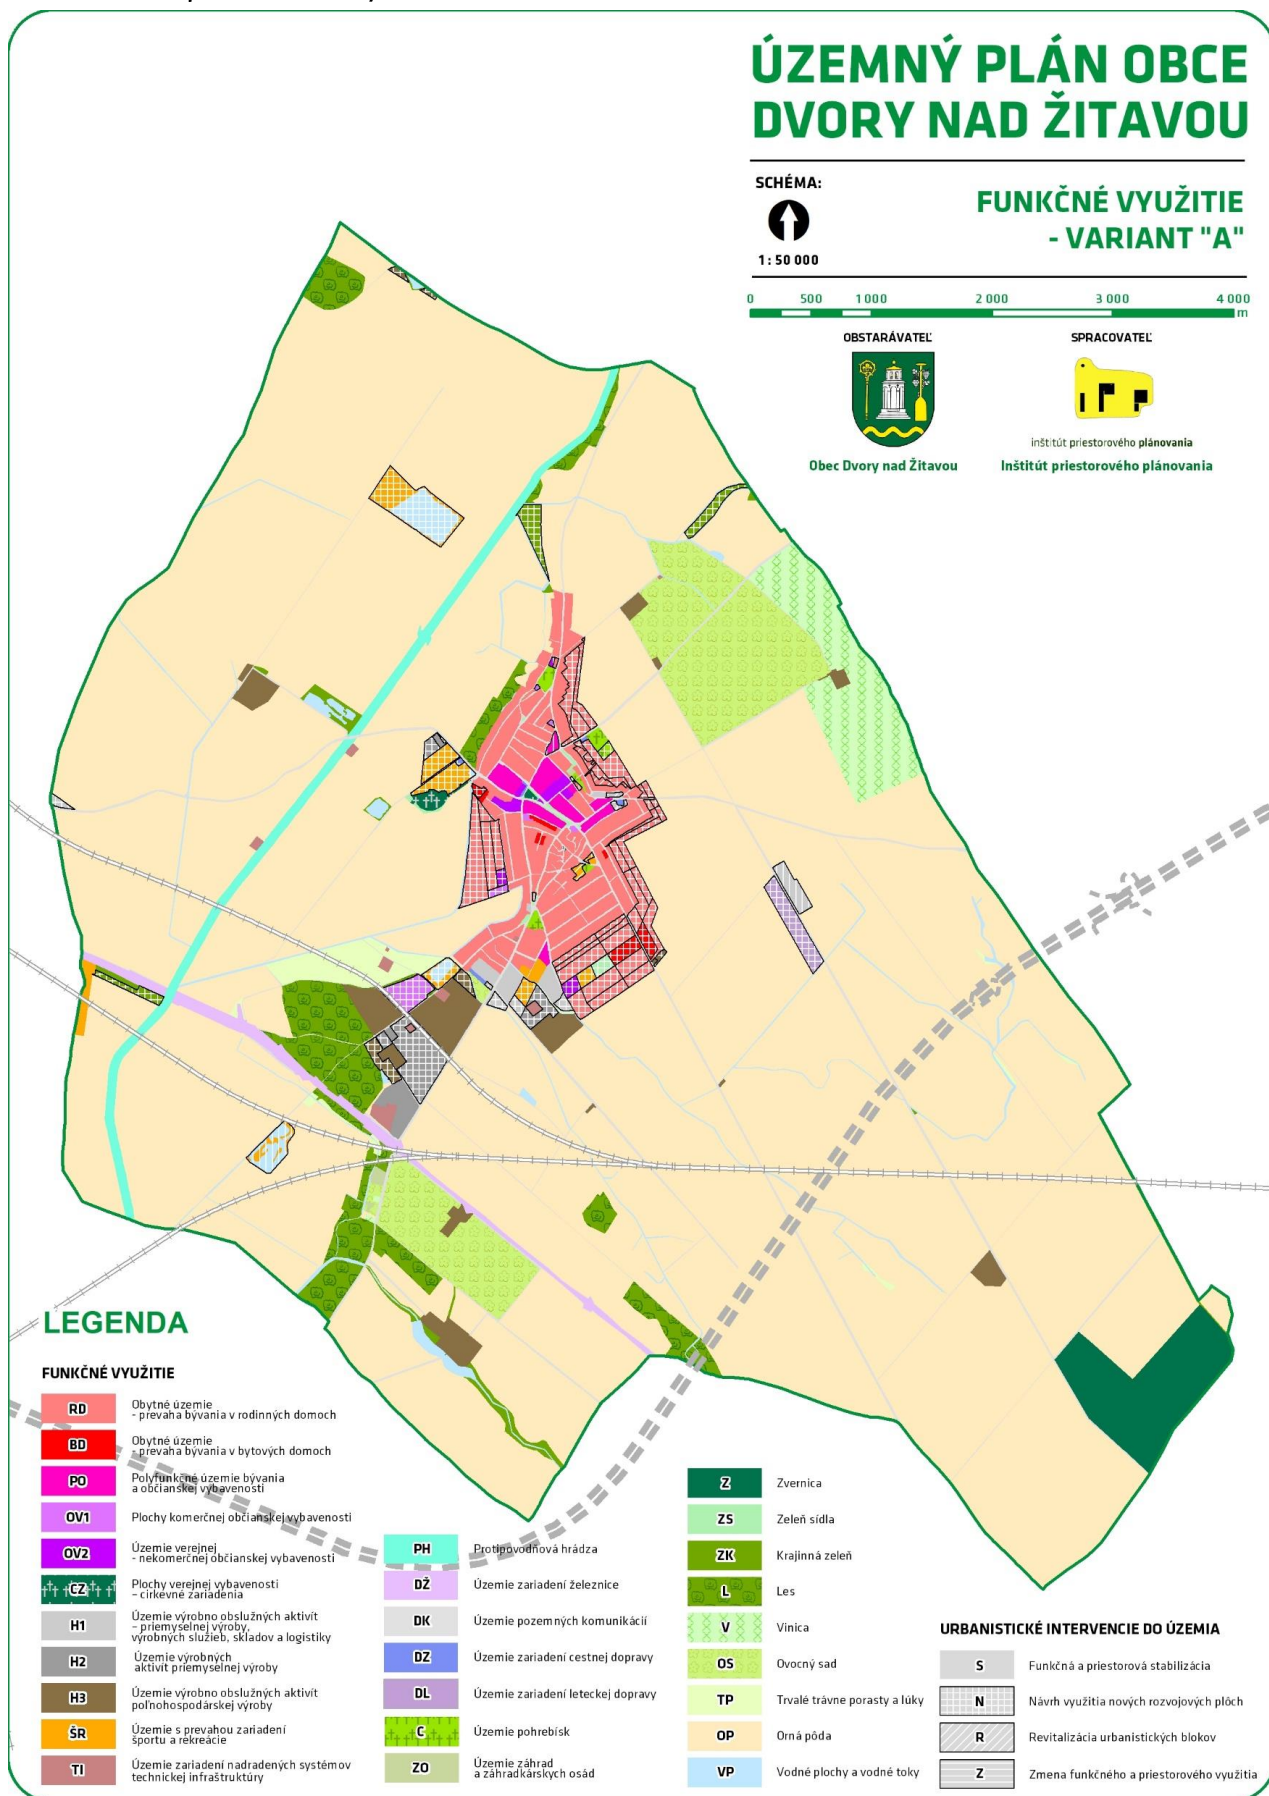 ÚZEMNÝ PLÁN OBCE
DVORY NAD ŽITAVOU
SCHÉMA:
1 : 50 000
FUNKČNÉ VYUŽITIE
- VARIANT "A"
0 500 1 000 2 000 3 000 4 000
m
OBSTARÁVATEĽ
Obec Dvory nad Žitavou
SPRACOVATEĽ
inštitút priestorového plánovania
Inštitút priestorového plánovania
LEGENDA
FUNKČNÉ VYUŽITIE
RD Obytné územie
- prevaha bývania v rodinných domoch
BD Obytné územie
- prevaha bývania v bytových domoch
PO Polyfunkčné územie bývania
a občianskej vybavenosti
OV1 Plochy komerčnej občianskej vybavenosti
OV2 Územie verejnej
- nekomerčnej občianskej vybavenosti
CZ Plochy verejnej vybavenosti
– cirkevné zariadenia
H1 Územie výrobno obslužných aktivít
– priemyselnej výroby,
výrobných služieb, skladov a logistiky
H2 Územie výrobných
aktivít priemyselnej výroby
H3 Územie výrobno obslužných aktivít
poľnohospodárskej výroby
ŠR Územie s prevahou zariadení
športu a rekreácie
TI Územie zariadení nadradených systémov
technickej infraštruktúry
PH Protipovodňová hrádza
DŽ Územie zariadení železnice
DK Územie pozemných komunikácií
DZ Územie zariadení cestnej dopravy
DL Územie zariadení leteckej dopravy
C Územie pohrebísk
ZO Územie záhrad
a záhradkárskych osád
Z Zvernica
ZS Zeleň sídla
ZK Krajinná zeleň
L Les
V Vinica
OS Ovocný sad
TP Trvalé trávne porasty a lúky
OP Orná pôda
VP Vodné plochy a vodné toky
URBANISTICKÉ INTERVENCIE DO ÚZEMIA
S Funkčná a priestorová stabilizácia
N Návrh využitia nových rozvojových plôch
R Revitalizácia urbanistických blokov
Z Zmena funkčného a priestorového využitia